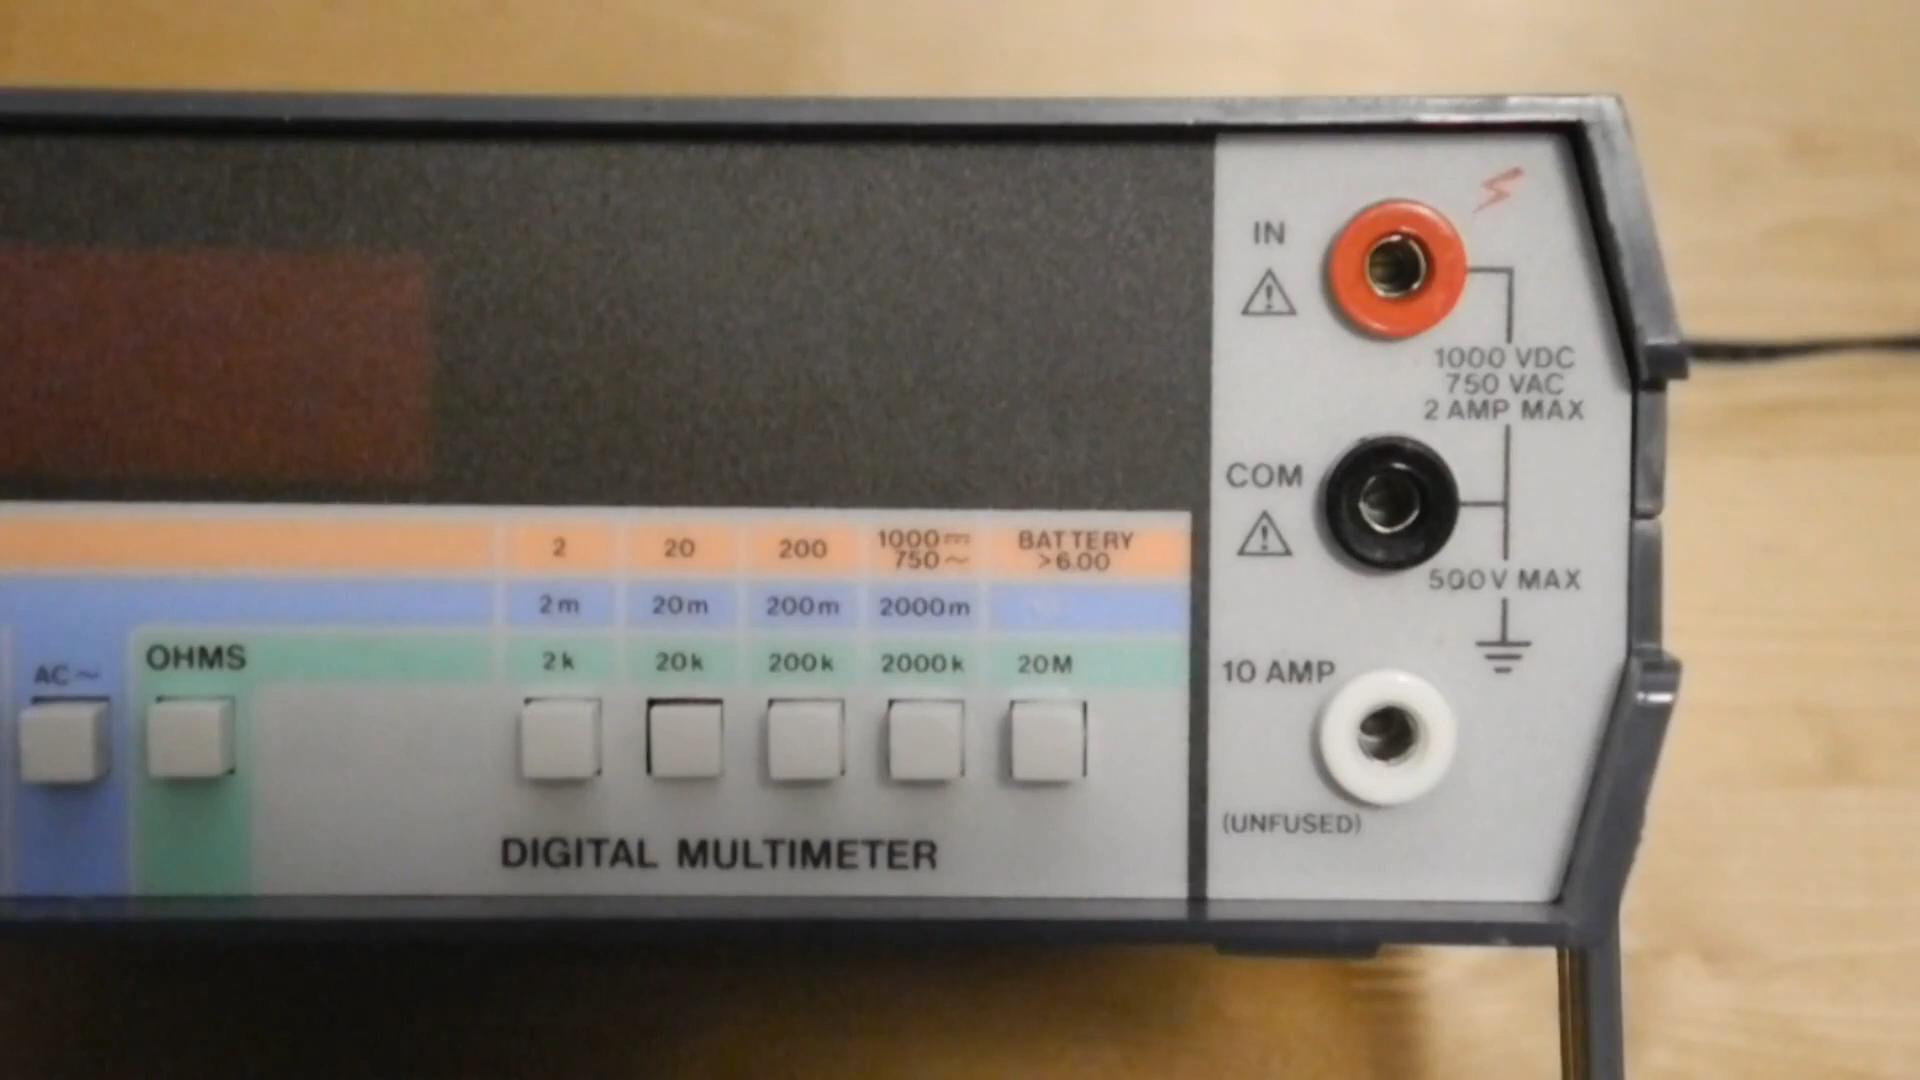 IN
1000 VDC
750 VAC
2 AMP MAX
COM
500V MAX
10 AMP
(UNFUSED)
2 20 200 1000⎓ BATTERY
750~ >6.00
2m 20m 200m 2000m
AC~ OHMS 2k 20k 200k 2000k 20M
DIGITAL MULTIMETER